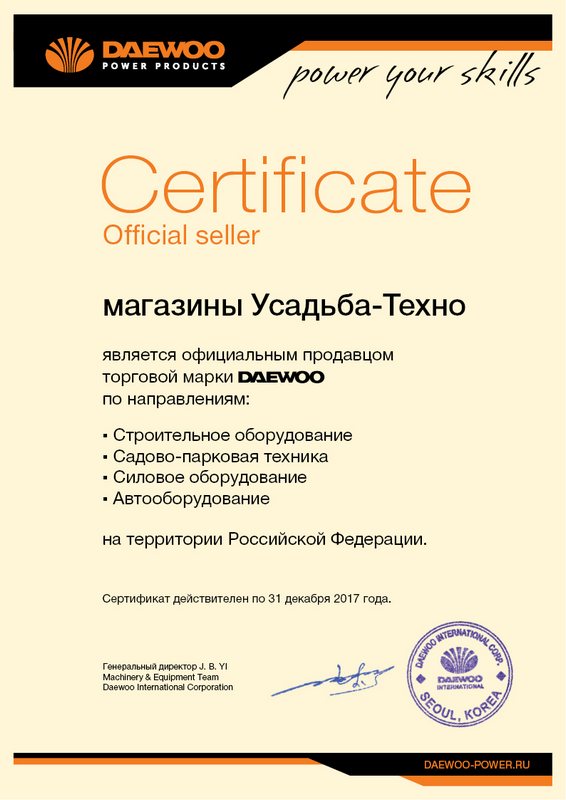 DAEWOO
POWER PRODUCTS
power your skills
Certificate
Official seller
магазины Усадьба-Техно
является официальным продавцом
торговой марки DAEWOO
по направлениям:
▪ Строительное оборудование
▪ Садово-парковая техника
▪ Силовое оборудование
▪ Автооборудование
на территории Российской Федерации.
Сертификат действителен по 31 декабря 2017 года.
Генеральный директор J. B. YI
Machinery & Equipment Team
Daewoo International Corporation
DAEWOO INTERNATIONAL CORP.
DAEWOO
INTERNATIONAL
SEOUL, KOREA
DAEWOO-POWER.RU